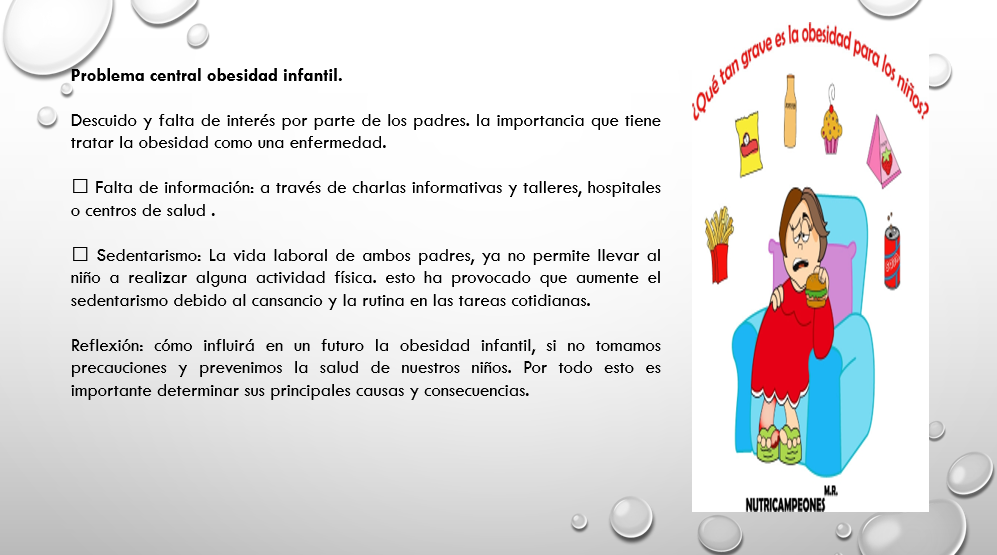 Problema central obesidad infantil.
Descuido y falta de interés por parte de los padres. la importancia que tiene
tratar la obesidad como una enfermedad.
☐ Falta de información: a través de charlas informativas y talleres, hospitales
o centros de salud .
☐ Sedentarismo: La vida laboral de ambos padres, ya no permite llevar al
niño a realizar alguna actividad física. esto ha provocado que aumente el
sedentarismo debido al cansancio y la rutina en las tareas cotidianas.
Reflexión: cómo influirá en un futuro la obesidad infantil, si no tomamos
precauciones y prevenimos la salud de nuestros niños. Por todo esto es
importante determinar sus principales causas y consecuencias.
¿Qué tan grave es la obesidad para los niños?
M.R.
NUTRICAMPEONES